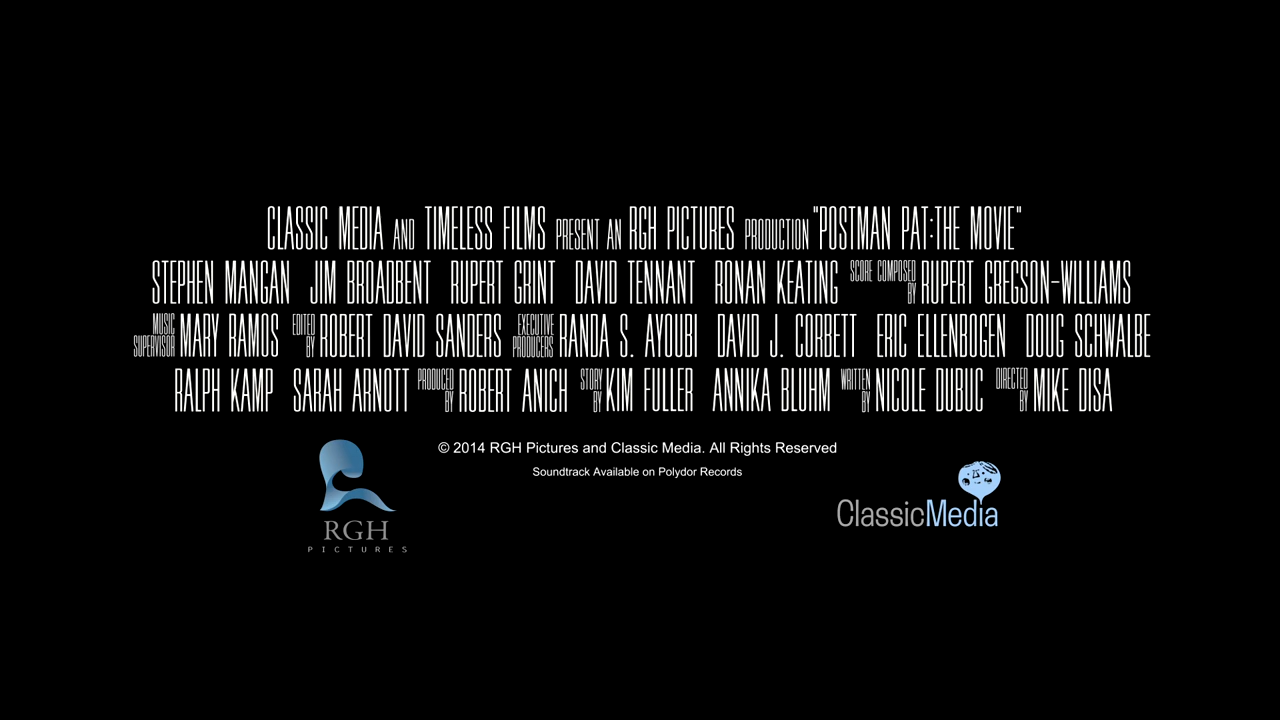 CLASSIC MEDIA AND TIMELESS FILMS PRESENT AN RGH PICTURES PRODUCTION "POSTMAN PAT:THE MOVIE"
STEPHEN MANGAN JIM BROADBENT RUPERT GRINT DAVID TENNANT RONAN KEATING SCORE COMPOSED BY RUPERT GREGSON-WILLIAMS
MUSIC SUPERVISOR MARY RAMOS EDITED BY ROBERT DAVID SANDERS EXECUTIVE PRODUCERS RANDA S. AYOUBI DAVID J. CORBETT ERIC ELLENBOGEN DOUG SCHWALBE
RALPH KAMP SARAH ARNOTT PRODUCED BY ROBERT ANICH STORY BY KIM FULLER ANNIKA BLUHM WRITTEN BY NICOLE DUBUC DIRECTED BY MIKE DISA
© 2014 RGH Pictures and Classic Media. All Rights Reserved
Soundtrack Available on Polydor Records
RGH
PICTURES
ClassicMedia